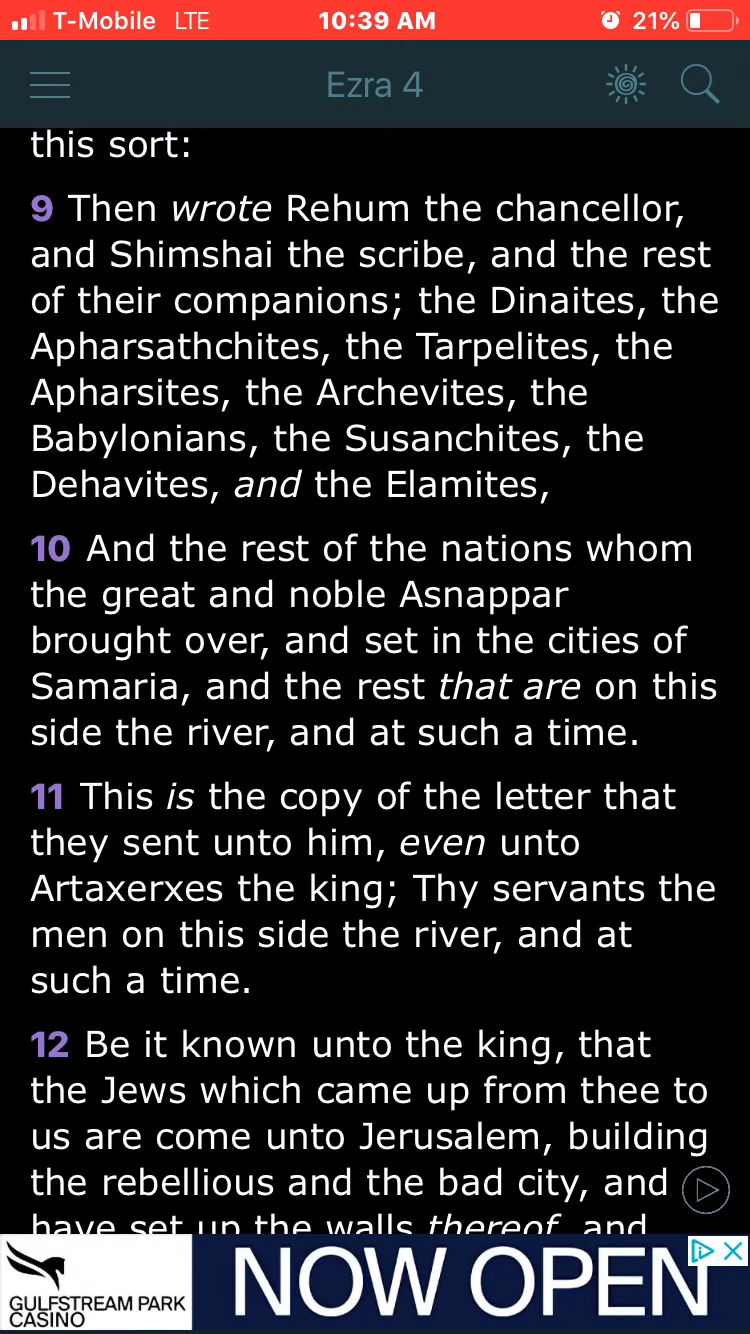 T-Mobile LTE 10:39 AM 21%
Ezra 4
this sort:
9 Then wrote Rehum the chancellor,
and Shimshai the scribe, and the rest
of their companions; the Dinaites, the
Apharsathchites, the Tarpelites, the
Apharsites, the Archevites, the
Babylonians, the Susanchites, the
Dehavites, and the Elamites,
10 And the rest of the nations whom
the great and noble Asnappar
brought over, and set in the cities of
Samaria, and the rest that are on this
side the river, and at such a time.
11 This is the copy of the letter that
they sent unto him, even unto
Artaxerxes the king; Thy servants the
men on this side the river, and at
such a time.
12 Be it known unto the king, that
the Jews which came up from thee to
us are come unto Jerusalem, building
the rebellious and the bad city, and
have set up the walls thereof, and
GULFSTREAM PARK
CASINO
NOW OPEN